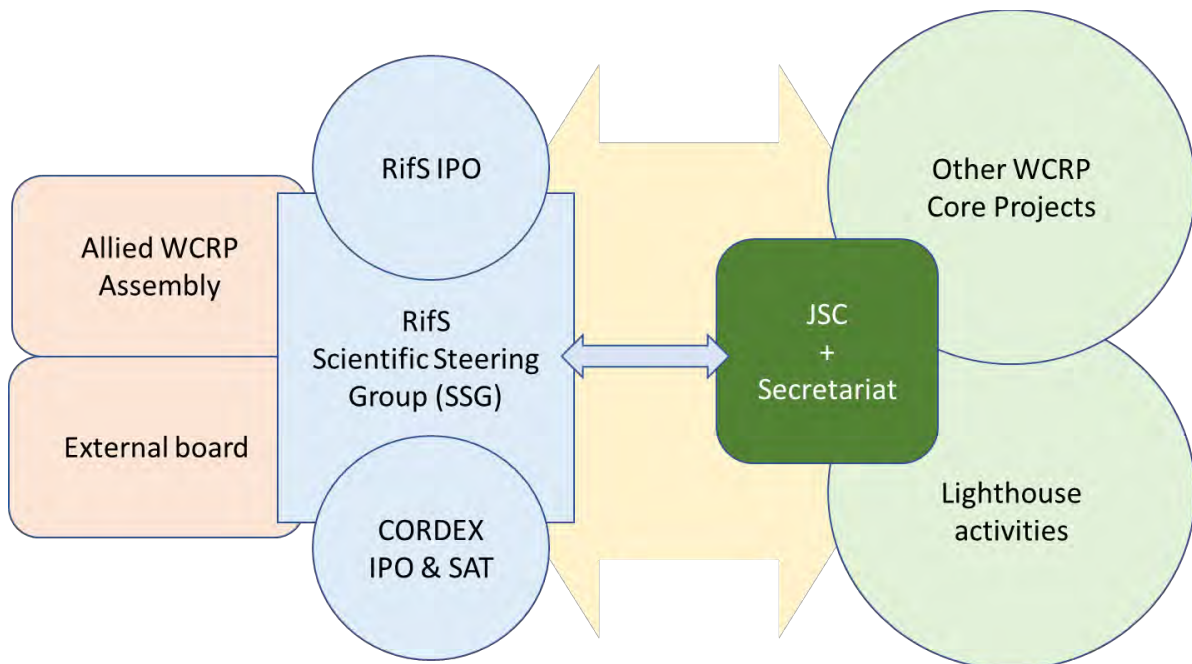 Allied WCRP
Assembly
External board
RifS IPO
RifS
Scientific Steering
Group (SSG)
CORDEX
IPO & SAT
JSC
+
Secretariat
Other WCRP
Core Projects
Lighthouse
activities